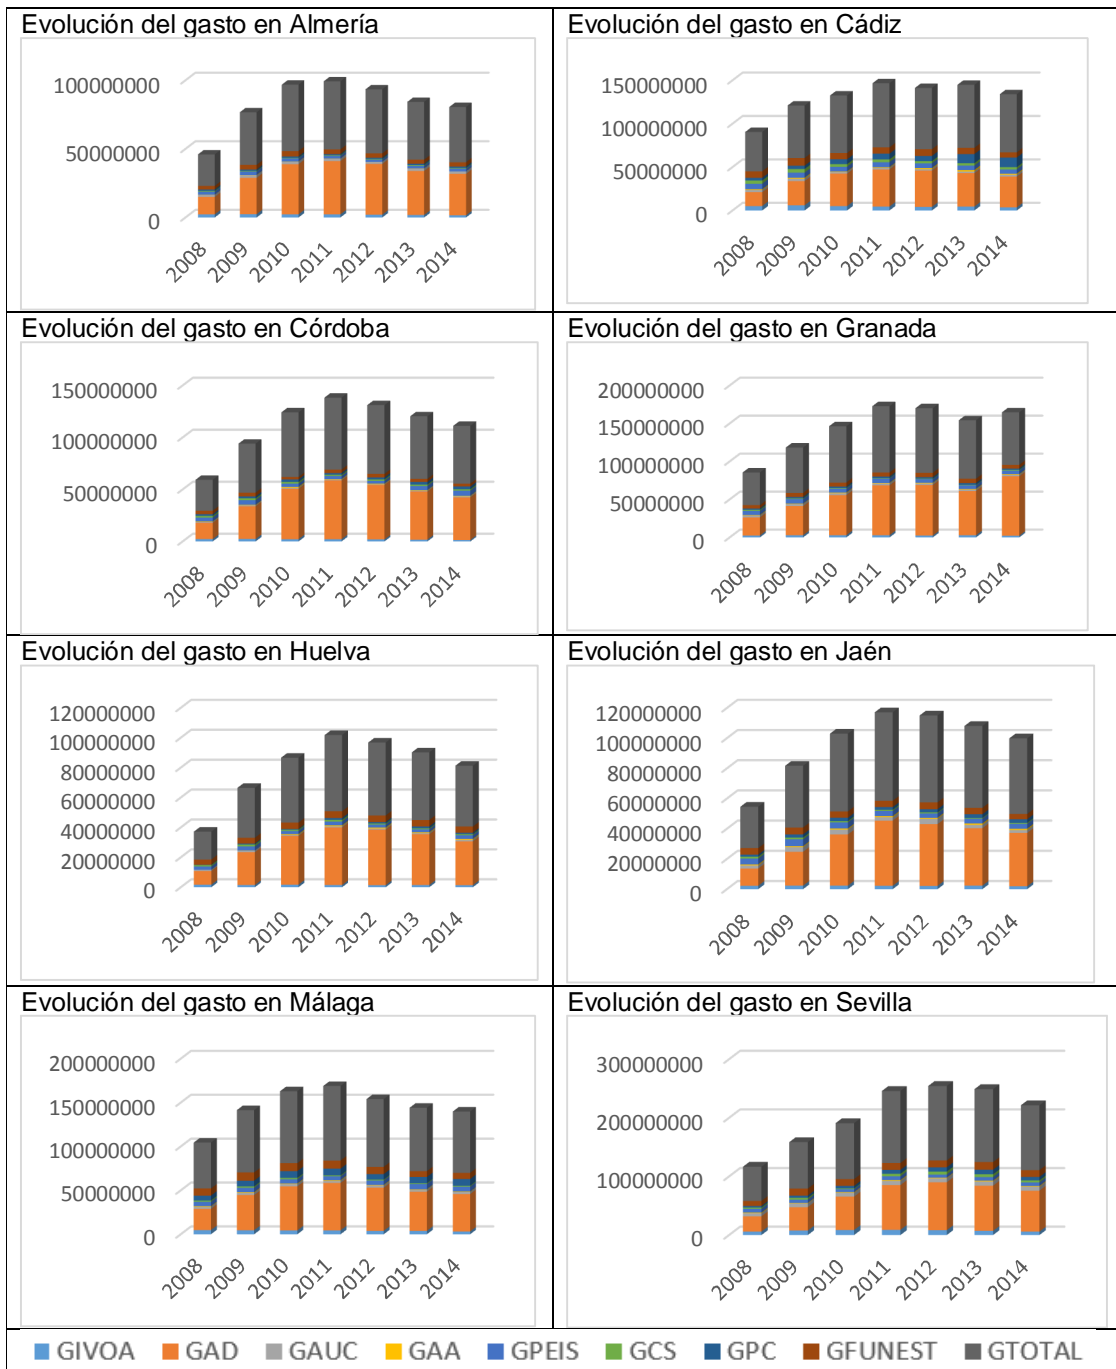 Evolución del gasto en Almería
100000000
50000000
0
2008 2009 2010 2011 2012 2013 2014
Evolución del gasto en Cádiz
150000000
100000000
50000000
0
2008 2009 2010 2011 2012 2013 2014
Evolución del gasto en Córdoba
150000000
100000000
50000000
0
2008 2009 2010 2011 2012 2013 2014
Evolución del gasto en Granada
200000000
150000000
100000000
50000000
0
2008 2009 2010 2011 2012 2013 2014
Evolución del gasto en Huelva
120000000
100000000
80000000
60000000
40000000
20000000
0
2008 2009 2010 2011 2012 2013 2014
Evolución del gasto en Jaén
120000000
100000000
80000000
60000000
40000000
20000000
0
2008 2009 2010 2011 2012 2013 2014
Evolución del gasto en Málaga
200000000
150000000
100000000
50000000
0
2008 2009 2010 2011 2012 2013 2014
Evolución del gasto en Sevilla
300000000
200000000
100000000
0
2008 2009 2010 2011 2012 2013 2014
GIVOA GAD GAUC GAA GPEIS GCS GPC GFUNEST GTOTAL